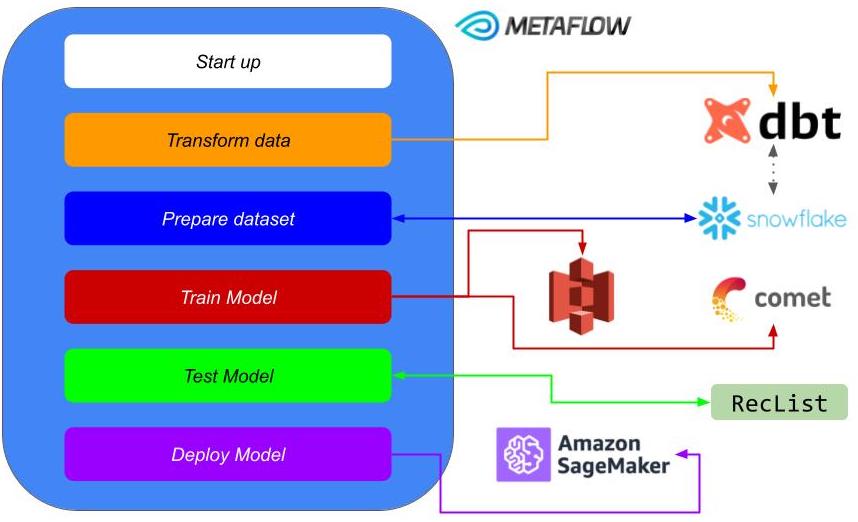 METAFLOW
Start up
Transform data
dbt
Prepare dataset
snowflake
Train Model
comet
Test Model
RecList
Deploy Model
Amazon
SageMaker